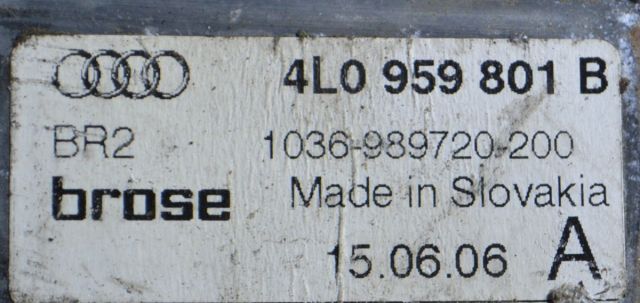 4L0 959 801 B
BR2 1036-989720-200
brose Made in Slovakia
15.06.06 A